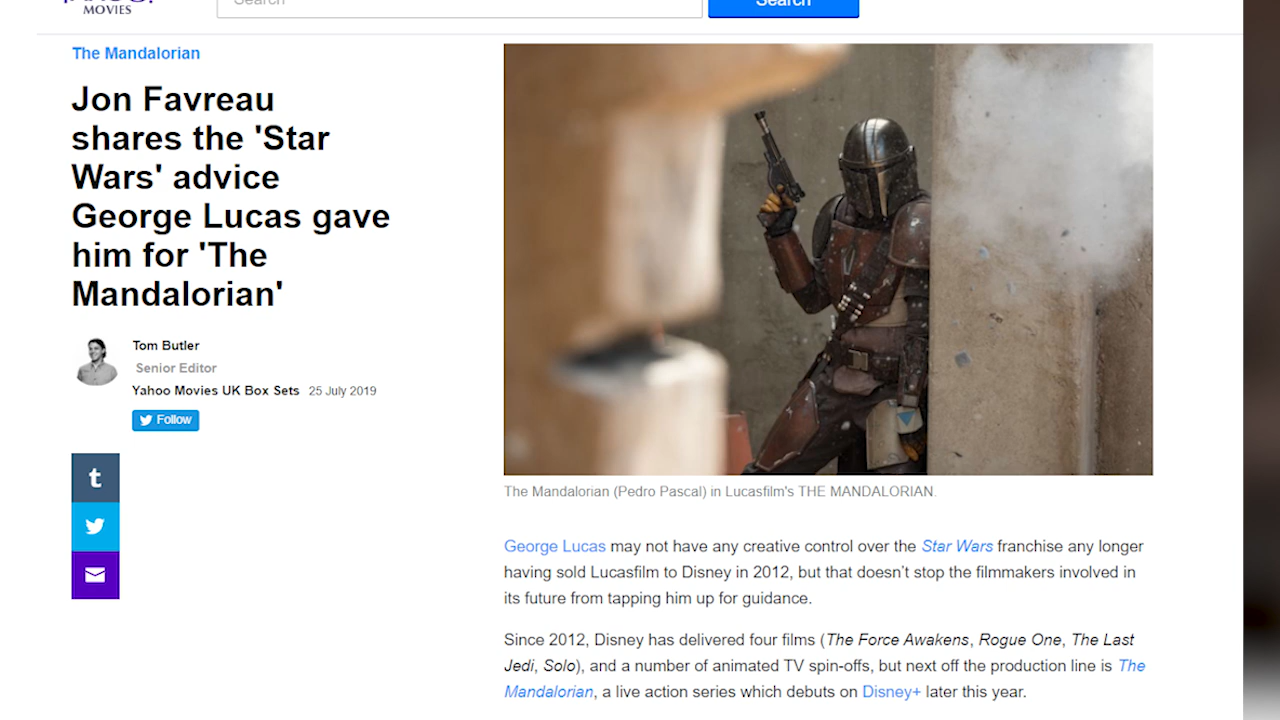 MOVIES
Search
Search
The Mandalorian
Jon Favreau
shares the 'Star
Wars' advice
George Lucas gave
him for 'The
Mandalorian'
Tom Butler
Senior Editor
Yahoo Movies UK Box Sets 25 July 2019
Follow
The Mandalorian (Pedro Pascal) in Lucasfilm's THE MANDALORIAN.
George Lucas may not have any creative control over the Star Wars franchise any longer
having sold Lucasfilm to Disney in 2012, but that doesn’t stop the filmmakers involved in
its future from tapping him up for guidance.
Since 2012, Disney has delivered four films (The Force Awakens, Rogue One, The Last
Jedi, Solo), and a number of animated TV spin-offs, but next off the production line is The
Mandalorian, a live action series which debuts on Disney+ later this year.